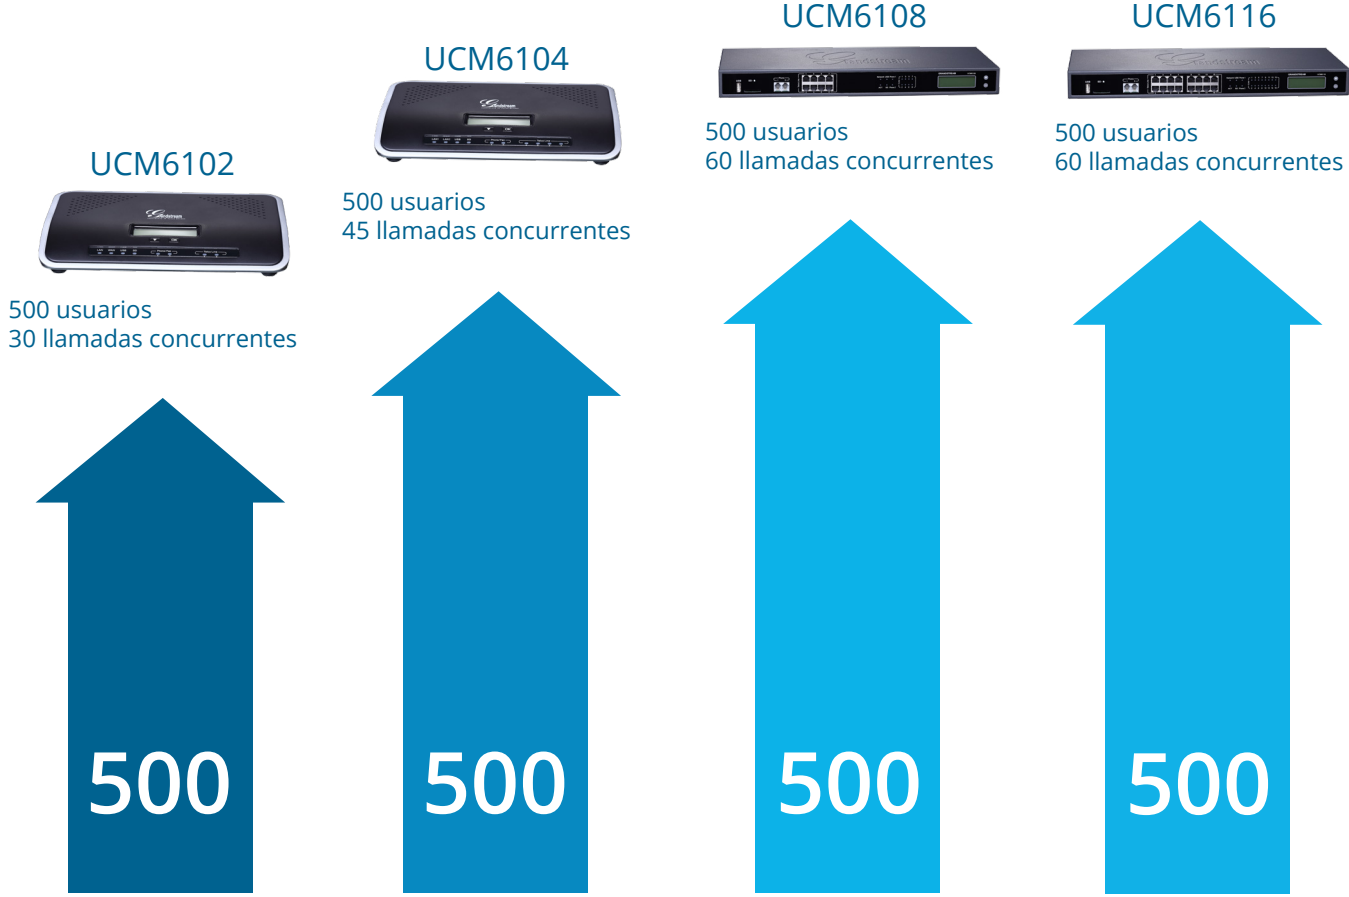 UCM6102
500 usuarios
30 llamadas concurrentes
500
UCM6104
500 usuarios
45 llamadas concurrentes
500
UCM6108
500 usuarios
60 llamadas concurrentes
500
UCM6116
500 usuarios
60 llamadas concurrentes
500